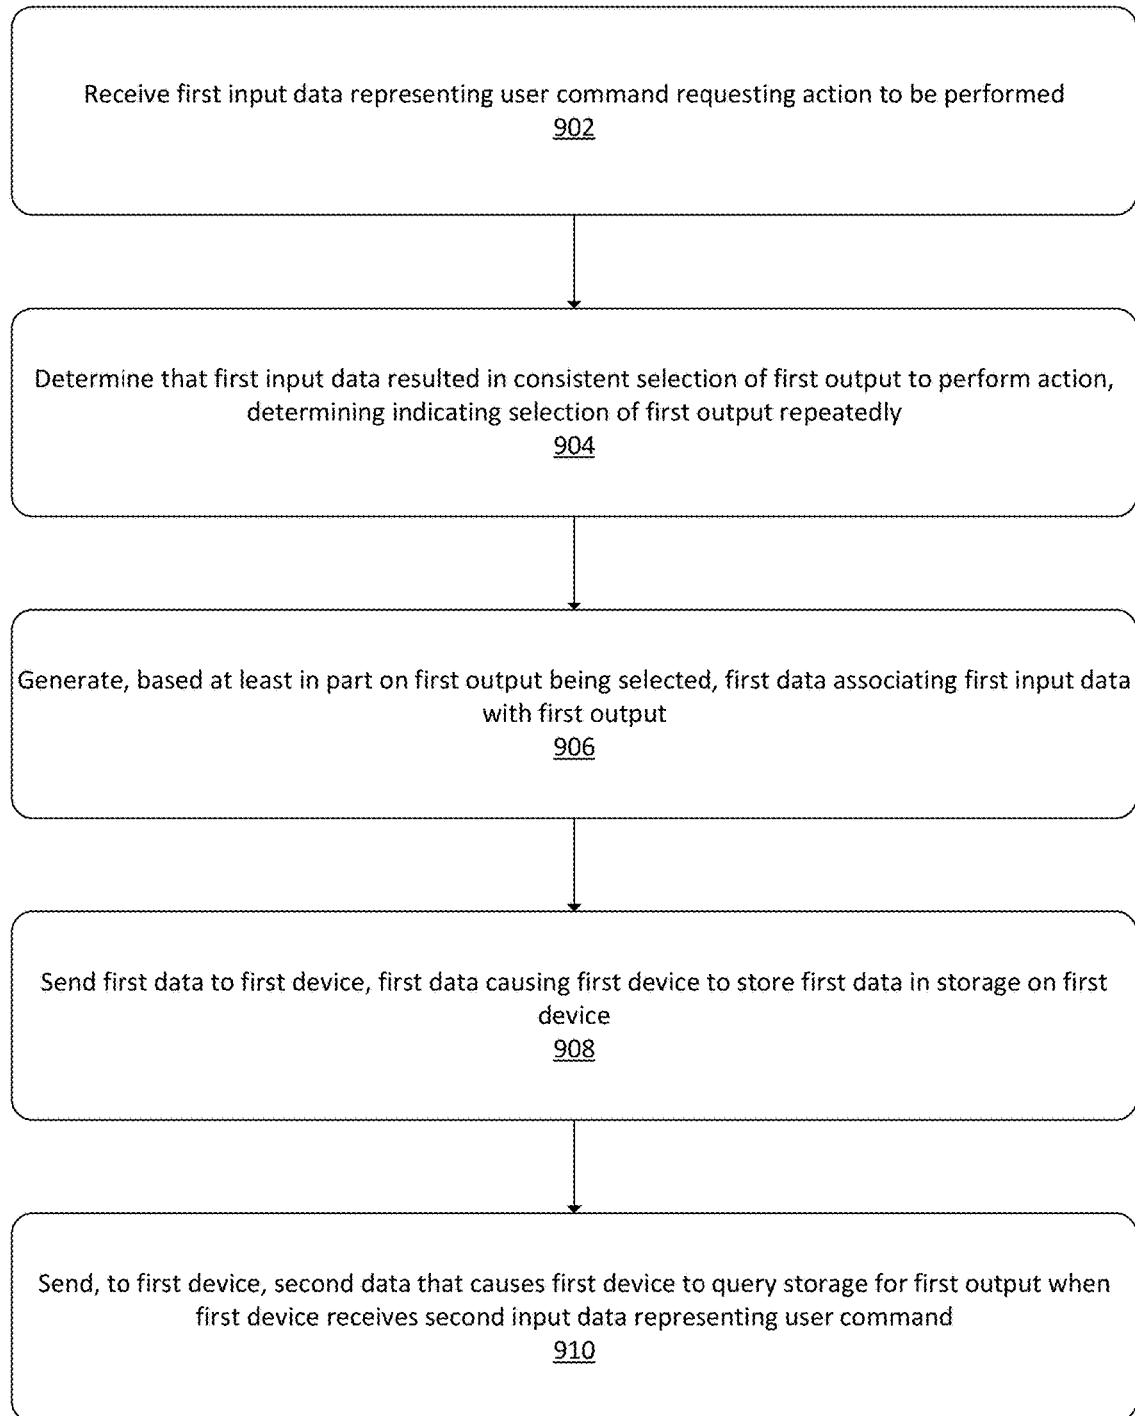 Receive first input data representing user command requesting action to be performed
902
Determine that first input data resulted in consistent selection of first output to perform action,
determining indicating selection of first output repeatedly
904
Generate, based at least in part on first output being selected, first data associating first input data
with first output
906
Send first data to first device, first data causing first device to store first data in storage on first
device
908
Send, to first device, second data that causes first device to query storage for first output when
first device receives second input data representing user command
910